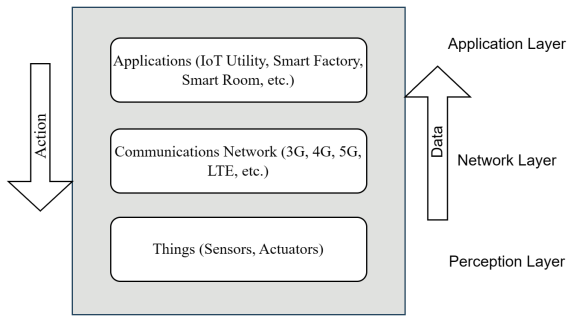 Applications (IoT Utility, Smart Factory,
Smart Room, etc.)
Application Layer
Action
Communications Network (3G, 4G, 5G,
LTE, etc.)
Data
Network Layer
Things (Sensors, Actuators)
Perception Layer